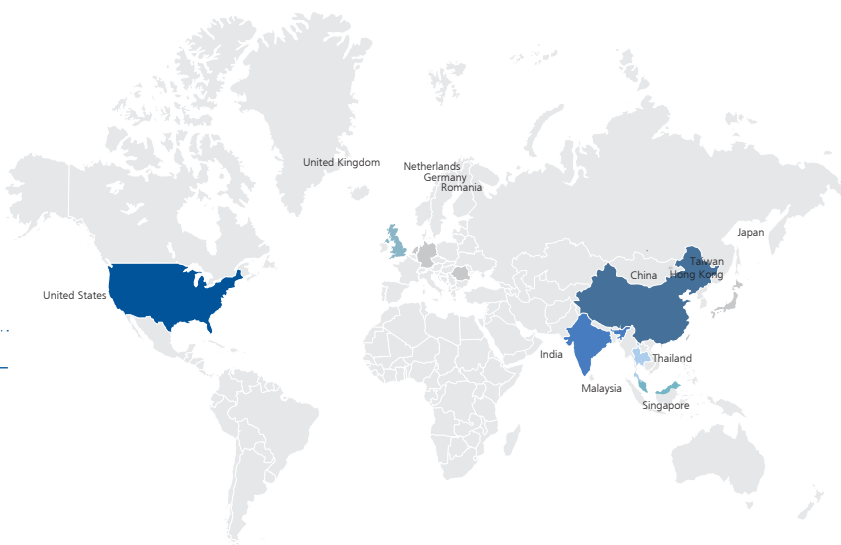 United Kingdom
Netherlands
Germany
Romania
Japan
Taiwan
China
Hong Kong
United States
India
Thailand
Malaysia
Singapore